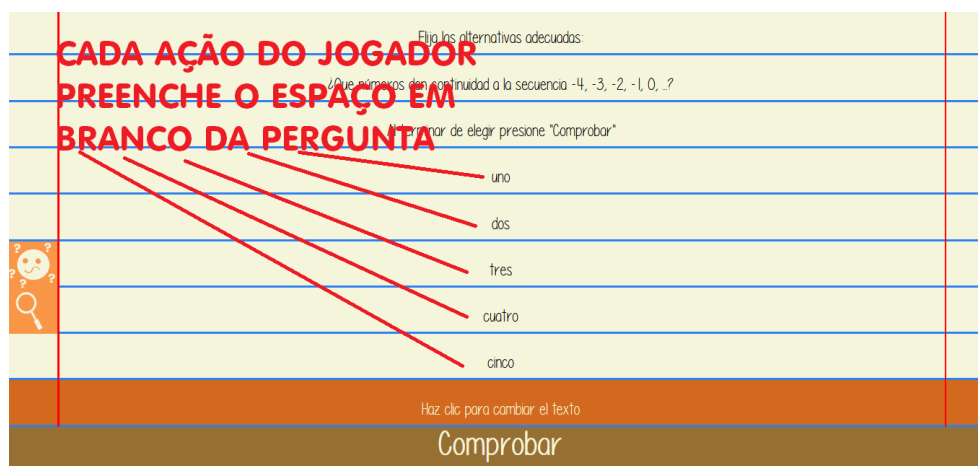 Elija las alternativas adecuadas:
CADA AÇÃO DO JOGADOR
¿Que números dan continuidad a la secuencia -4, -3, -2, -1, 0, ...?
PREENCHE O ESPAÇO EM
Al terminar de elegir presione "Comprobar"
BRANCO DA PERGUNTA
uno
dos
tres
cuatro
cinco
Haz clic para cambiar el texto
Comprobar